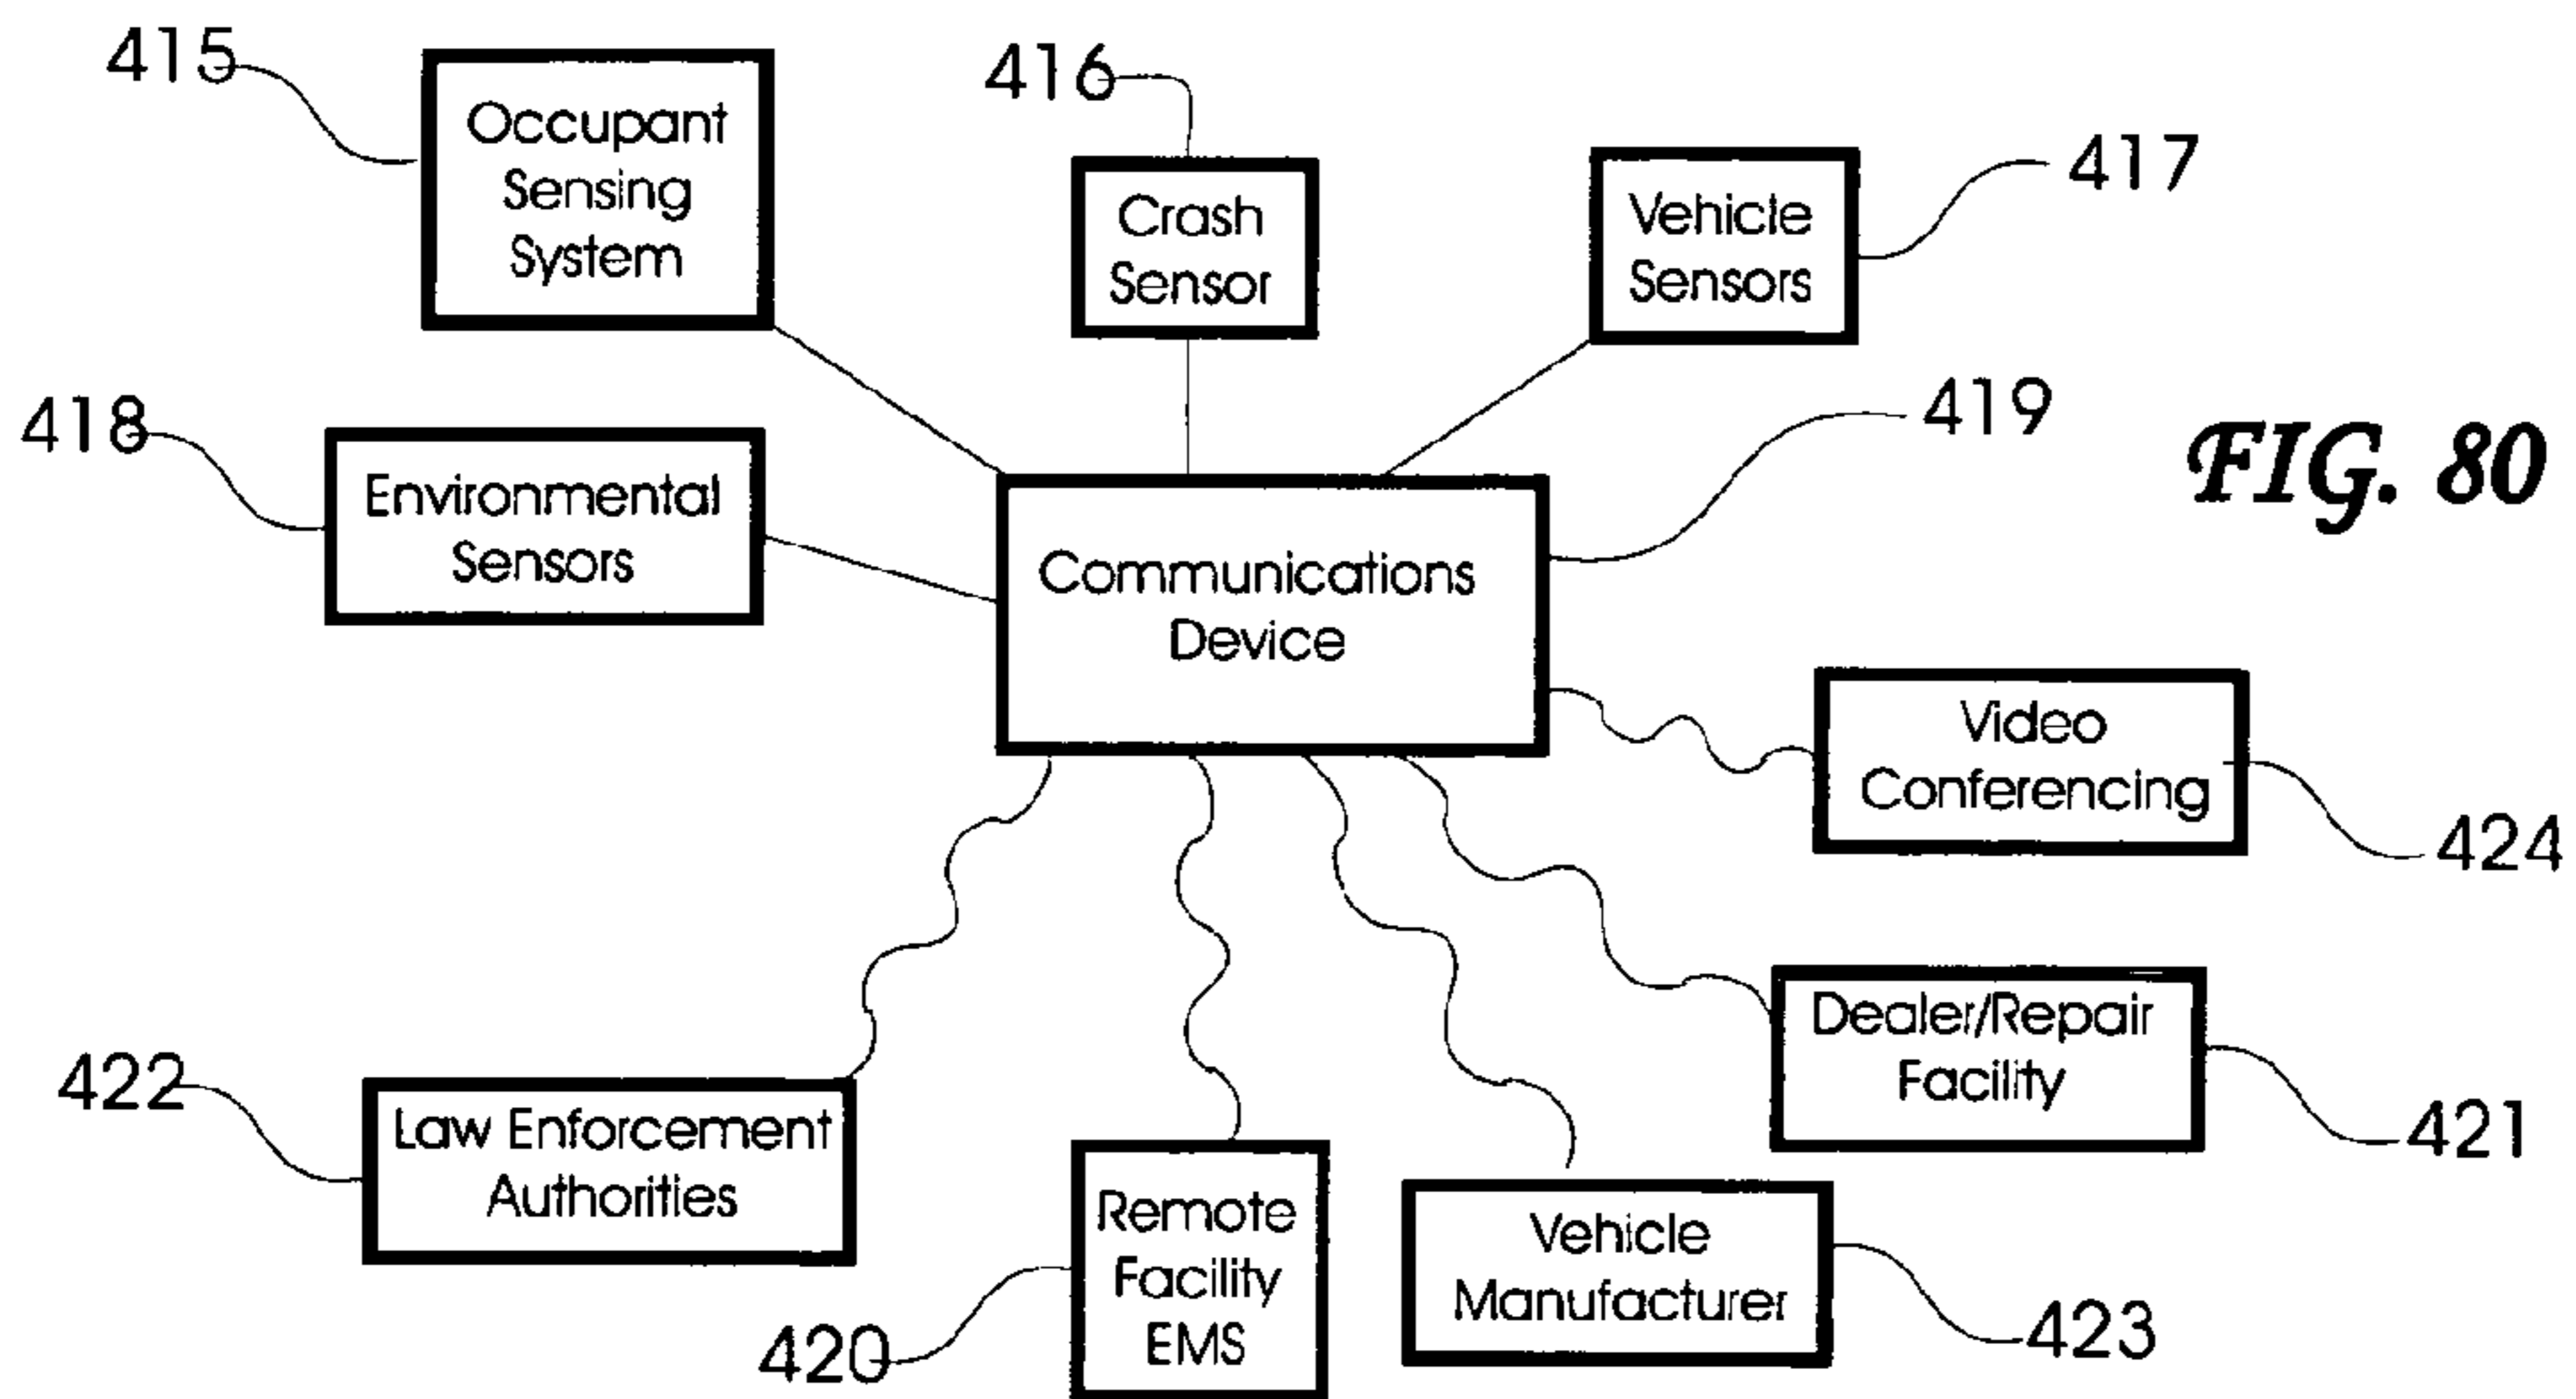 415
Occupant
Sensing
System
416
Crash
Sensor
Vehicle
Sensors
417
418
Environmental
Sensors
Communications
Device
419
FIG. 80
Video
Conferencing
424
Dealer/Repair
Facility
421
422
Law Enforcement
Authorities
420
Remote
Facility
EMS
Vehicle
Manufacturer
423